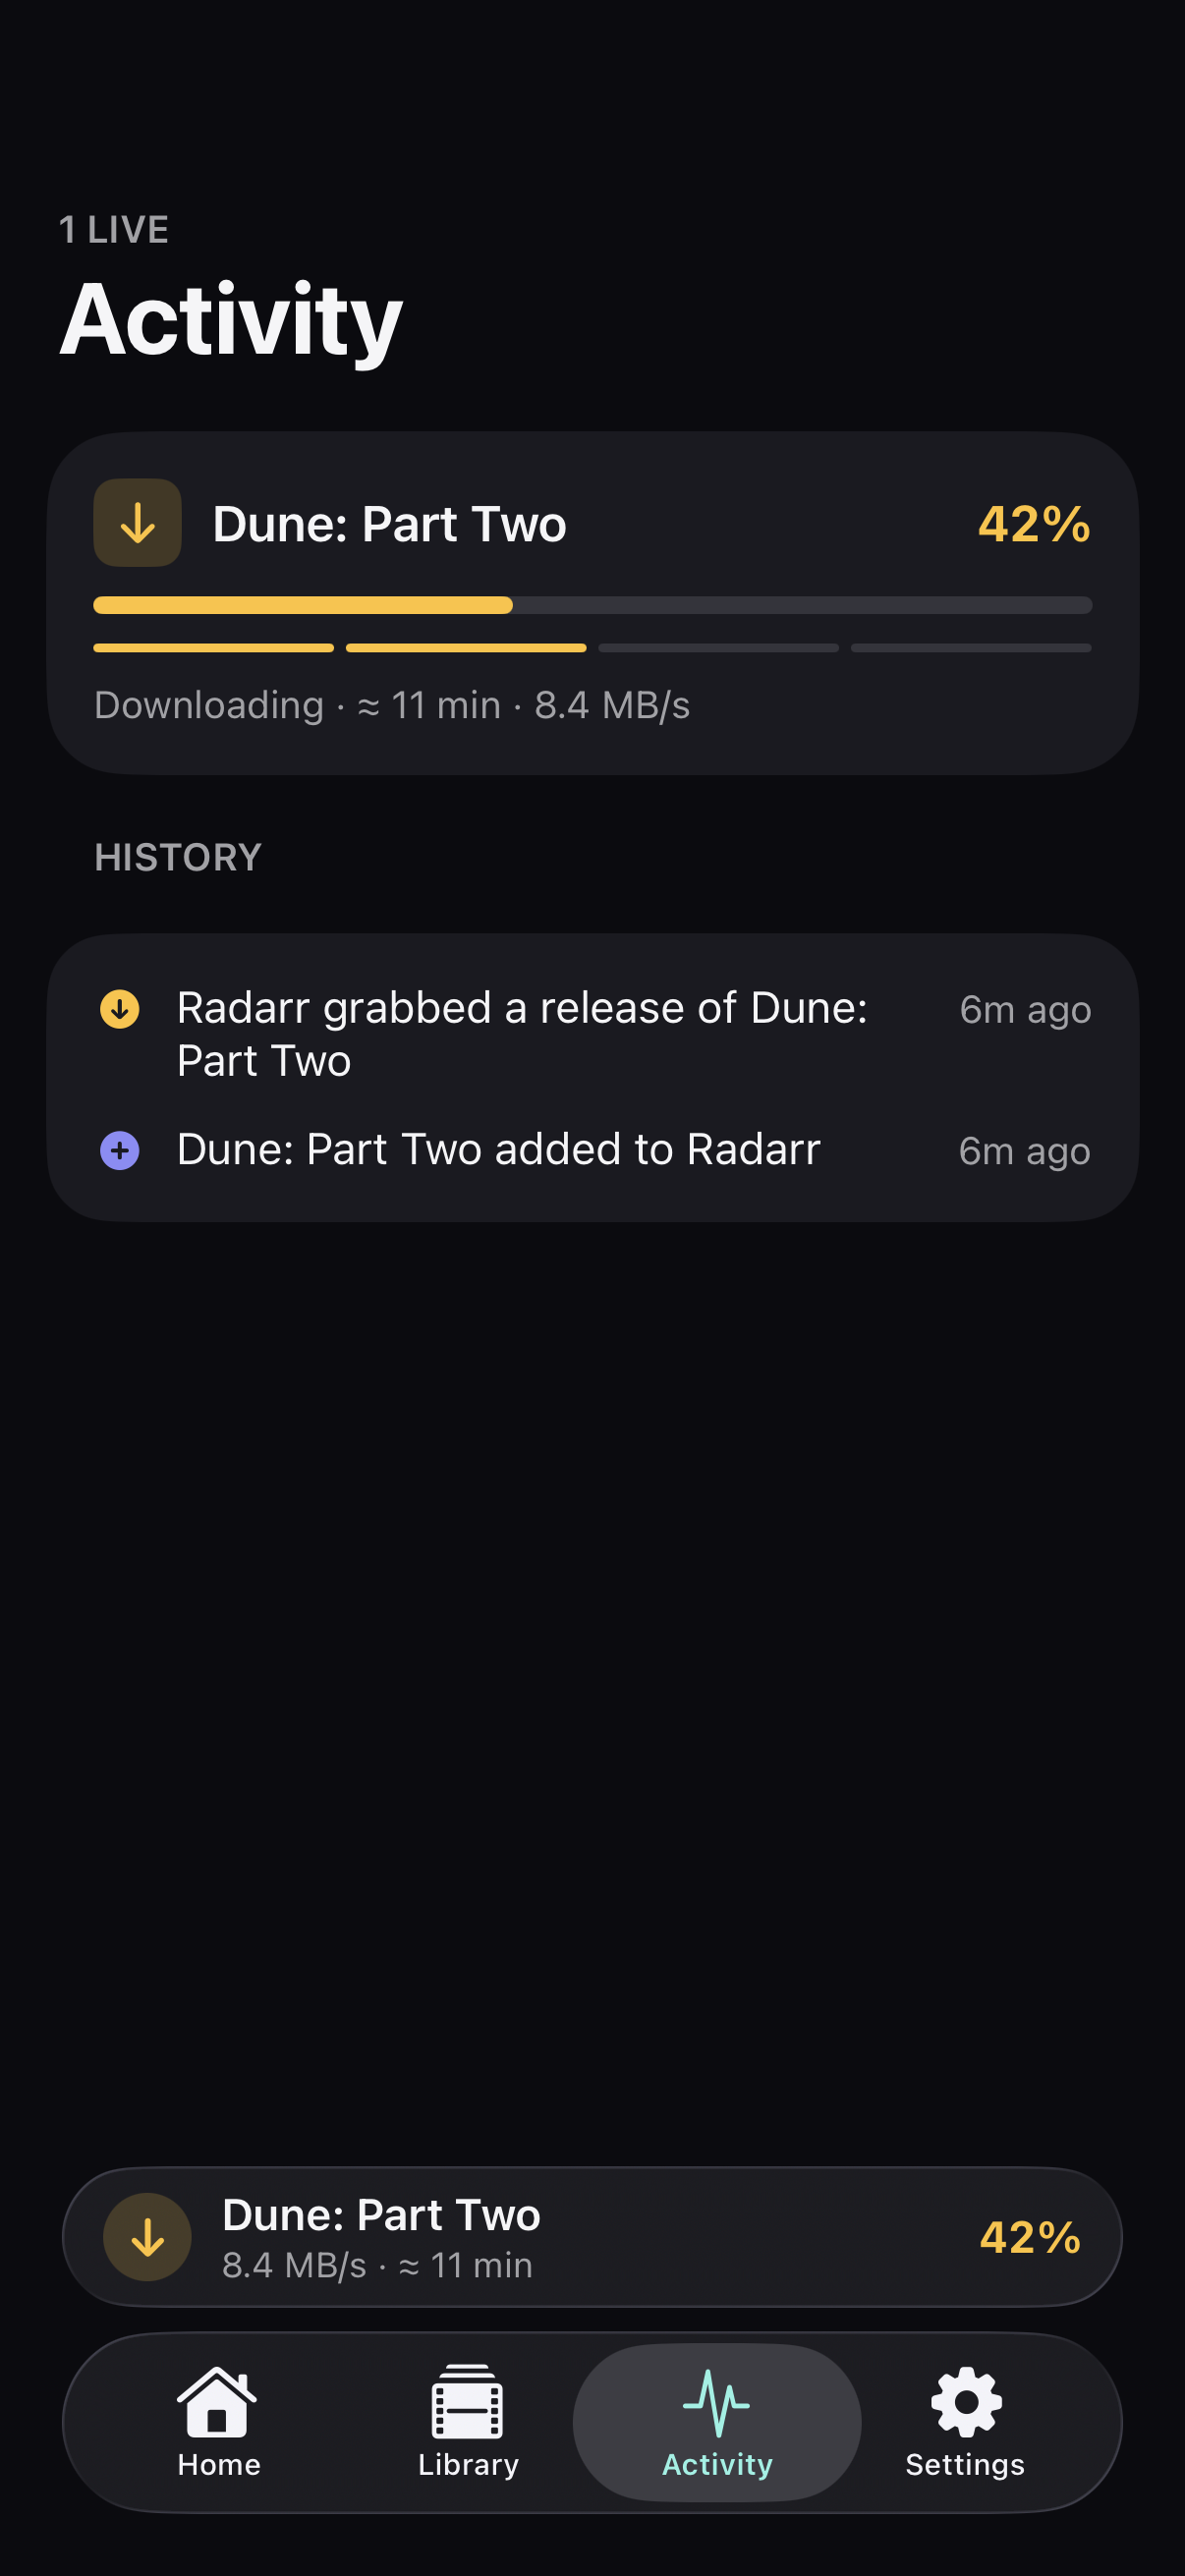 1 LIVE
Activity
Dune: Part Two
42%
Downloading · ≈ 11 min · 8.4 MB/s
HISTORY
Radarr grabbed a release of Dune:
Part Two
6m ago
Dune: Part Two added to Radarr
6m ago
Dune: Part Two
8.4 MB/s · ≈ 11 min
42%
Home
Library
Activity
Settings